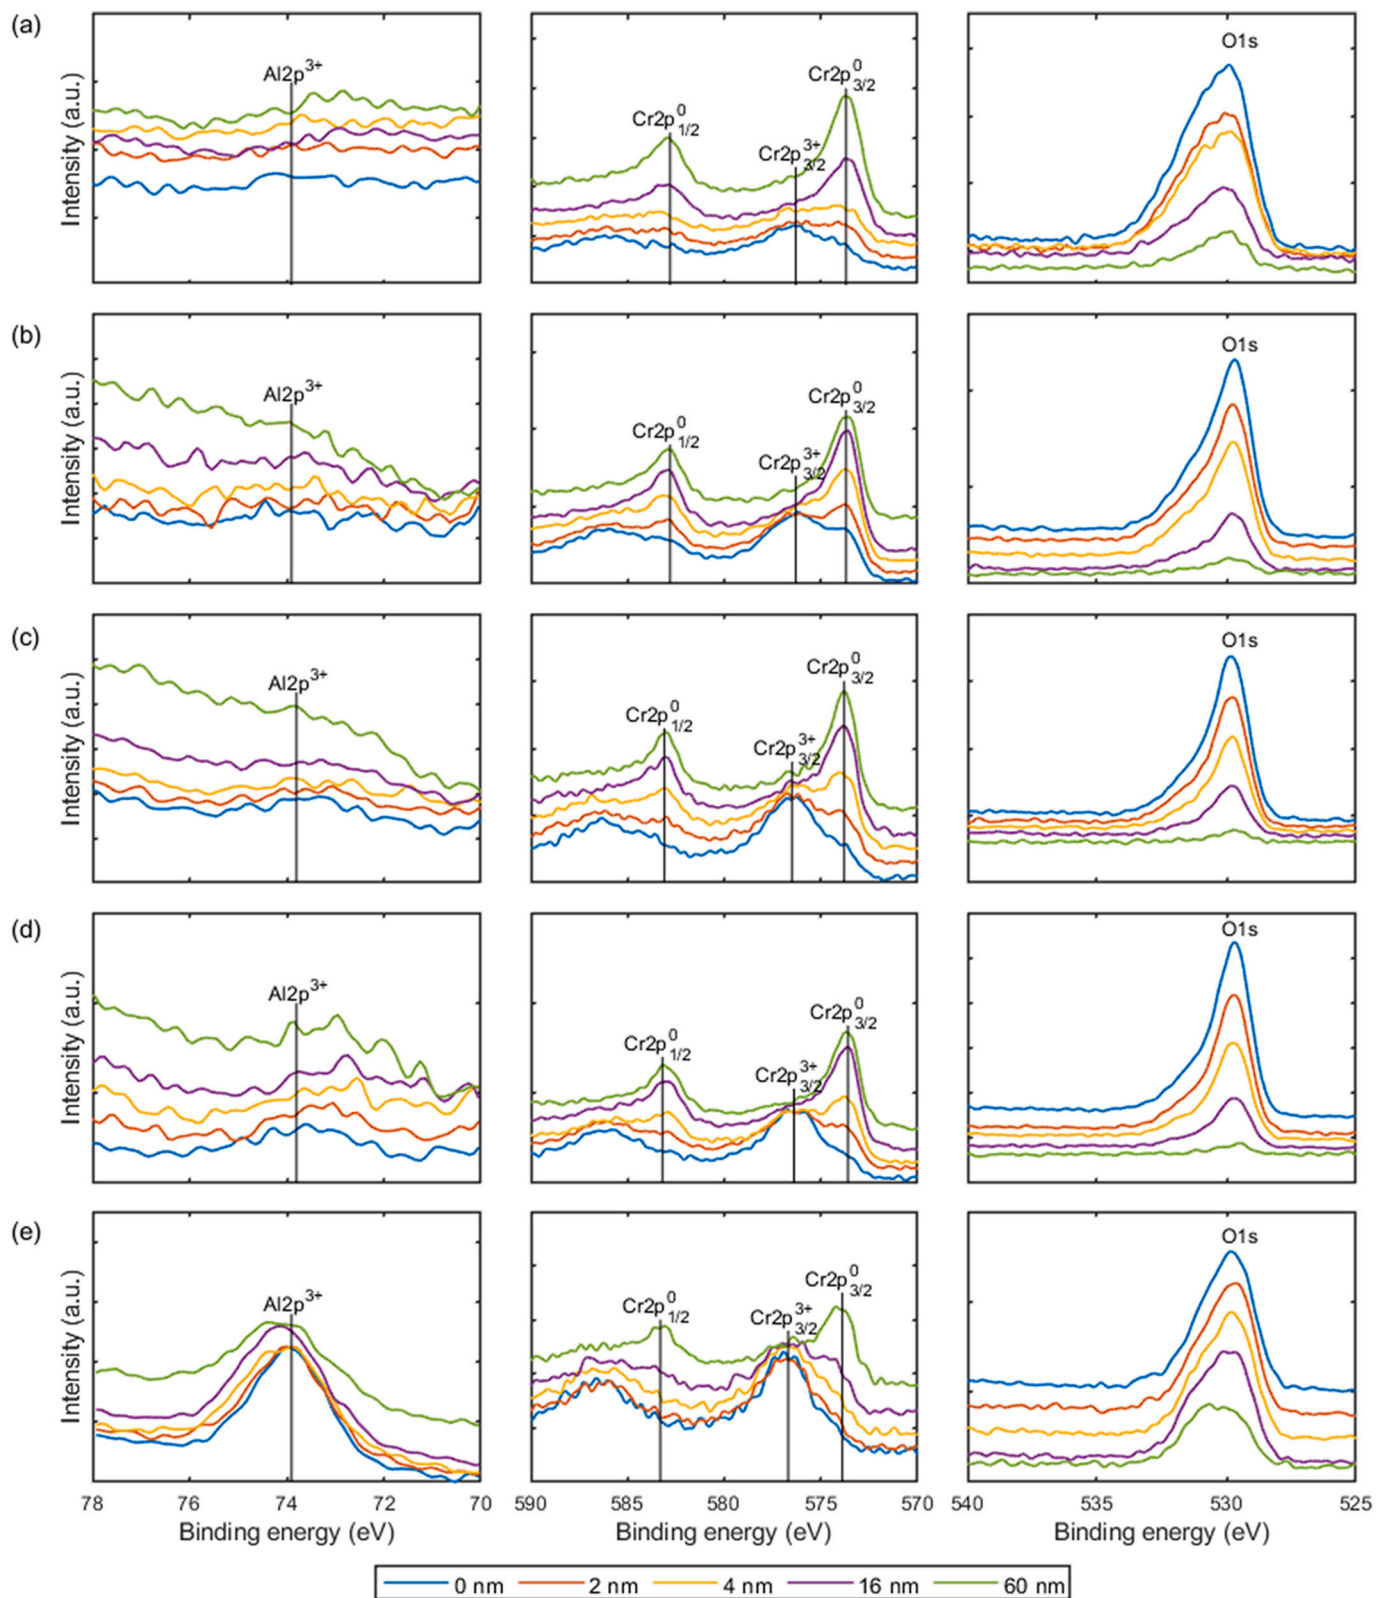 (a)
Intensity (a.u.)
Al2p3+
Cr2p0 1/2
Cr2p3+ 3/2
Cr2p0 3/2
O1s
(b)
Intensity (a.u.)
Al2p3+
Cr2p0 1/2
Cr2p3+ 3/2
Cr2p0 3/2
O1s
(c)
Intensity (a.u.)
Al2p3+
Cr2p0 1/2
Cr2p3+ 3/2
Cr2p0 3/2
O1s
(d)
Intensity (a.u.)
Al2p3+
Cr2p0 1/2
Cr2p3+ 3/2
Cr2p0 3/2
O1s
(e)
Intensity (a.u.)
Al2p3+
Cr2p0 1/2
Cr2p3+ 3/2
Cr2p0 3/2
O1s
78 76 74 72 70
590 585 580 575 570
540 535 530 525
Binding energy (eV)
Binding energy (eV)
Binding energy (eV)
0 nm 2 nm 4 nm 16 nm 60 nm